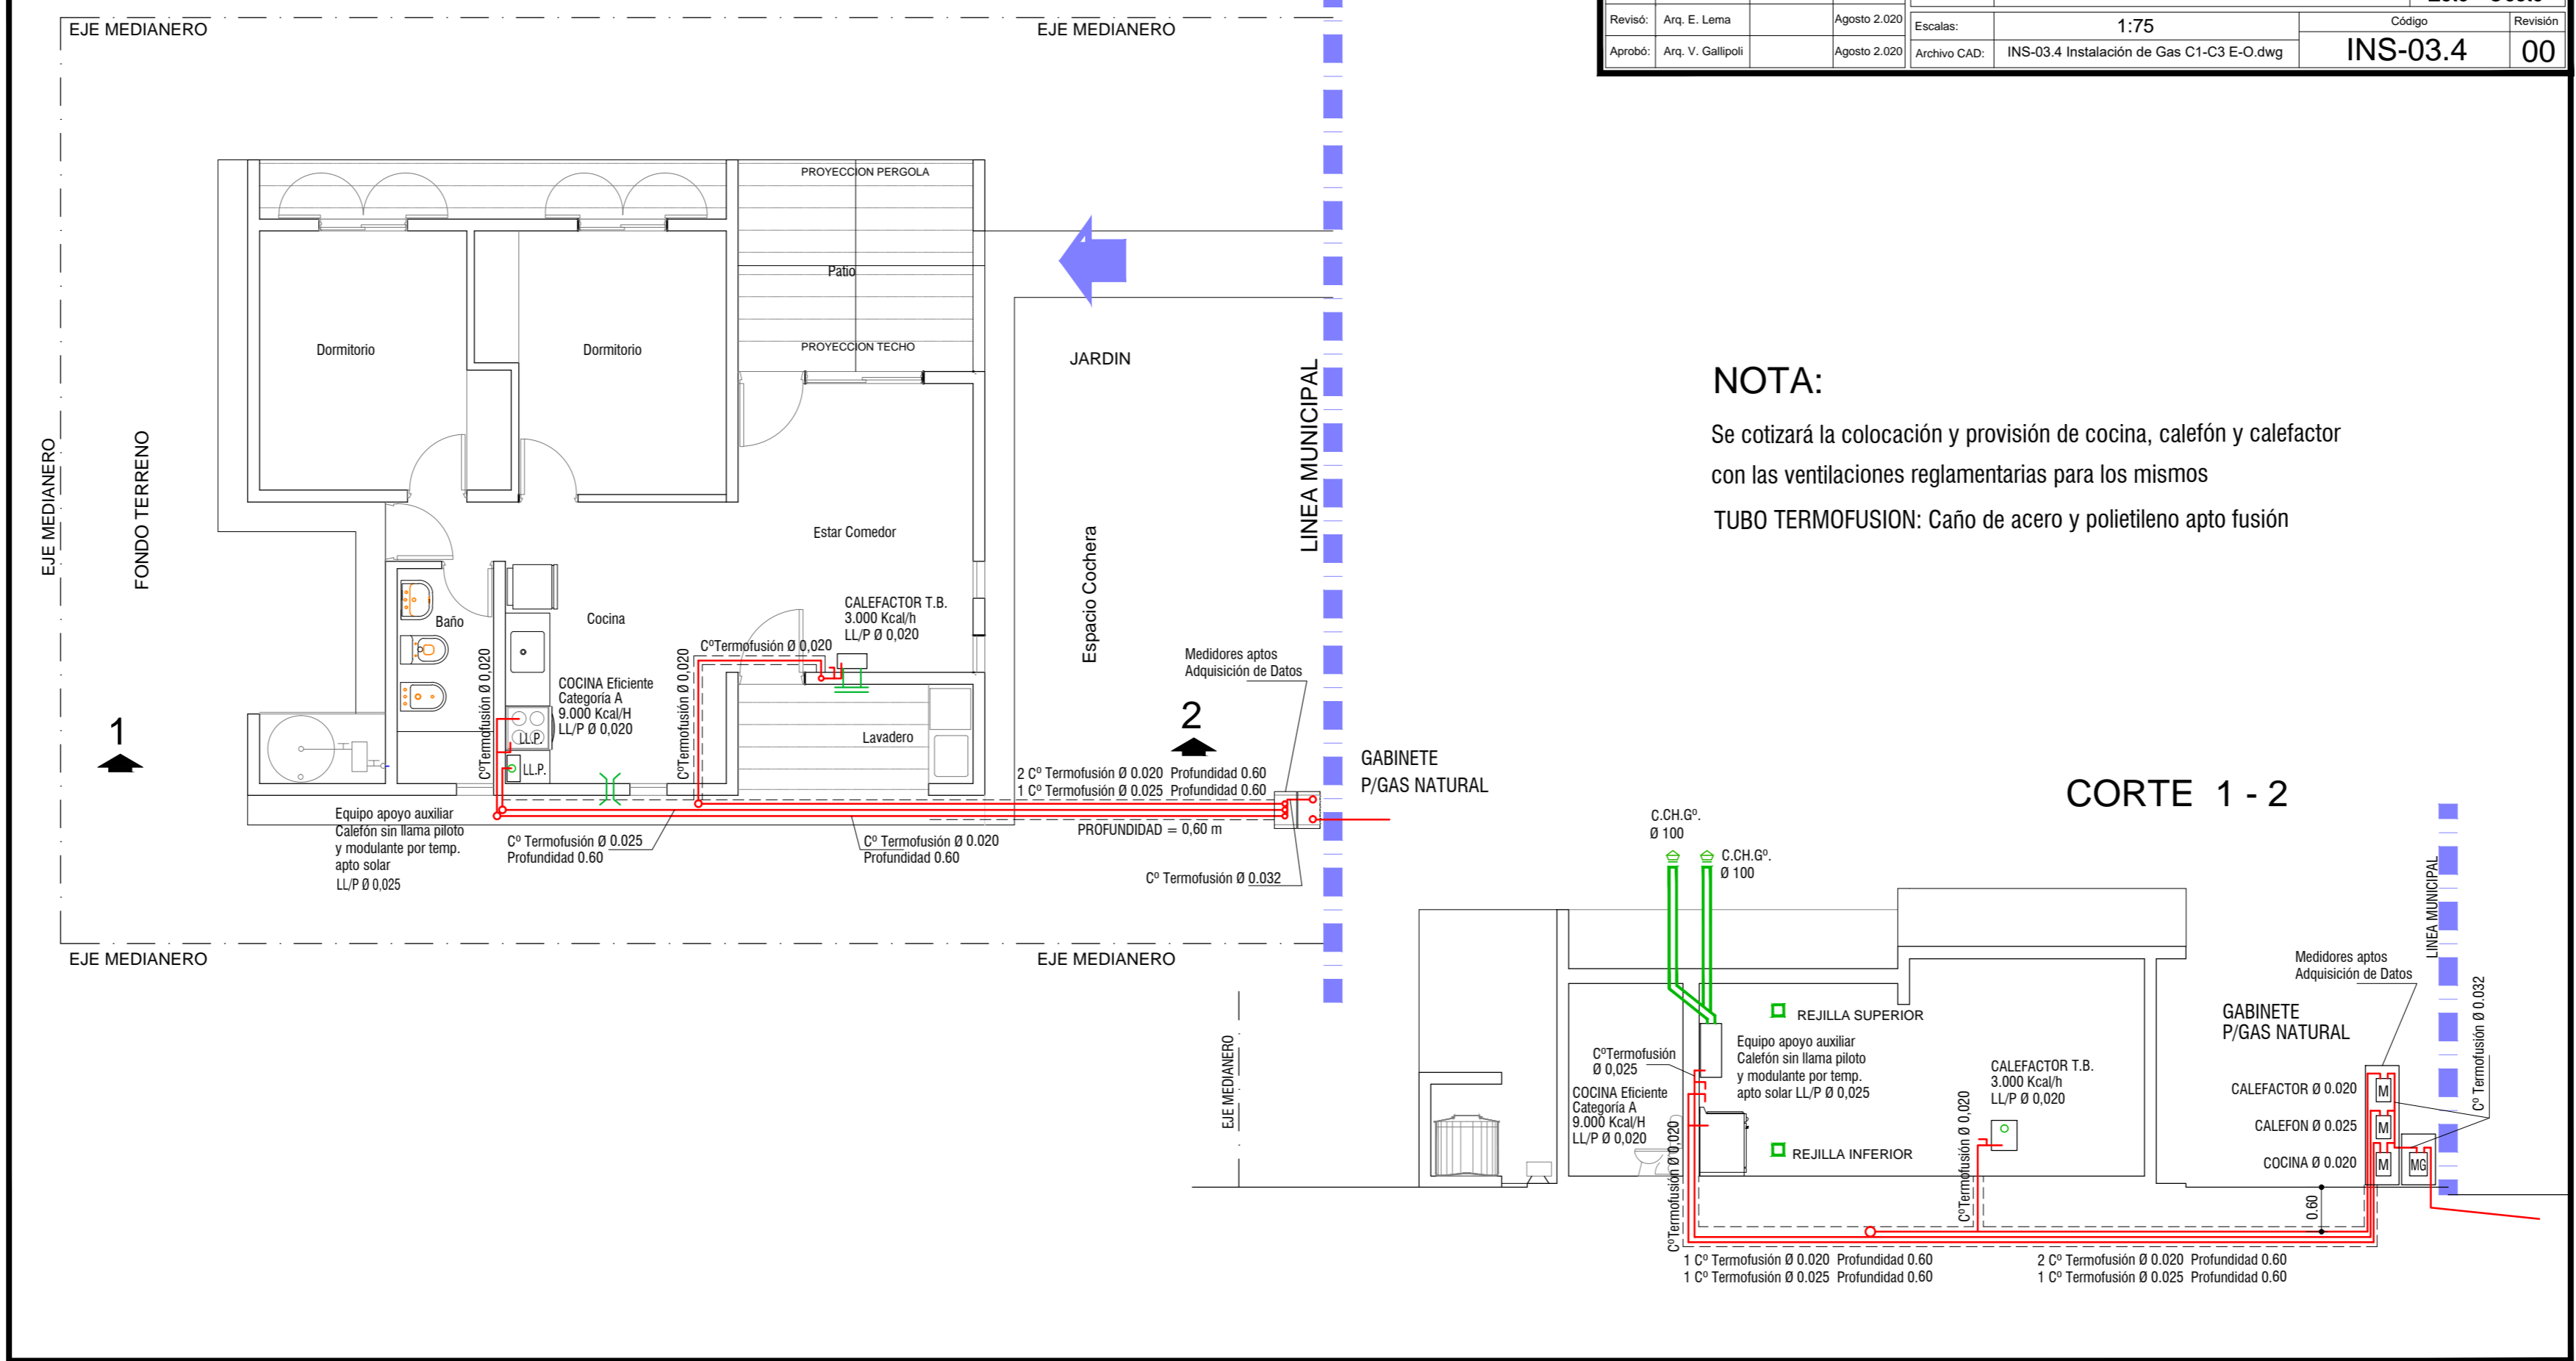 Revisó: Arq. E. Lema Agosto 2.020
Aprobó: Arq. V. Gallipoli Agosto 2.020
Escalas: 1:75
Archivo CAD: INS-03.4 Instalación de Gas C1-C3 E-O.dwg
Código
INS-03.4
Revisión
00
EJE MEDIANERO
EJE MEDIANERO
PROYECCION PERGOLA
Patio
PROYECCION TECHO
Dormitorio
Dormitorio
JARDIN
LINEA MUNICIPAL
EJE MEDIANERO
FONDO TERRENO
Estar Comedor
Espacio Cochera
Baño
Cocina
CALEFACTOR T.B.
3.000 Kcal/h
LL/P Ø 0,020
CºTermofusión Ø 0,020
CºTermofusión Ø 0,020
CºTermofusión Ø 0,020
COCINA Eficiente
Categoría A
9.000 Kcal/H
LL/P Ø 0,020
LL.P.
LL.P.
Lavadero
Medidores aptos
Adquisición de Datos
1
2
GABINETE
P/GAS NATURAL
2 Cº Termofusión Ø 0.020 Profundidad 0.60
1 Cº Termofusión Ø 0.025 Profundidad 0.60
PROFUNDIDAD = 0,60 m
Equipo apoyo auxiliar
Calefón sin llama piloto
y modulante por temp.
apto solar
LL/P Ø 0,025
Cº Termofusión Ø 0.025
Profundidad 0.60
Cº Termofusión Ø 0.020
Profundidad 0.60
Cº Termofusión Ø 0.032
EJE MEDIANERO
EJE MEDIANERO
NOTA:
Se cotizará la colocación y provisión de cocina, calefón y calefactor
con las ventilaciones reglamentarias para los mismos
TUBO TERMOFUSION: Caño de acero y polietileno apto fusión
CORTE 1 - 2
C.CH.Gº.
Ø 100
C.CH.Gº.
Ø 100
LINEA MUNICIPAL
Medidores aptos
Adquisición de Datos
GABINETE
P/GAS NATURAL
Cº Termofusión Ø 0.032
EJE MEDIANERO
REJILLA SUPERIOR
CºTermofusión
Ø 0,025
Equipo apoyo auxiliar
Calefón sin llama piloto
y modulante por temp.
apto solar LL/P Ø 0,025
COCINA Eficiente
Categoría A
9.000 Kcal/H
LL/P Ø 0,020
CALEFACTOR T.B.
3.000 Kcal/h
LL/P Ø 0,020
CALEFACTOR Ø 0.020
M
CALEFON Ø 0.025
M
COCINA Ø 0.020
M
MG
REJILLA INFERIOR
CºTermofusión Ø 0,020
CºTermofusión Ø 0,020
0.60
1 Cº Termofusión Ø 0.020 Profundidad 0.60
1 Cº Termofusión Ø 0.025 Profundidad 0.60
2 Cº Termofusión Ø 0.020 Profundidad 0.60
1 Cº Termofusión Ø 0.025 Profundidad 0.60